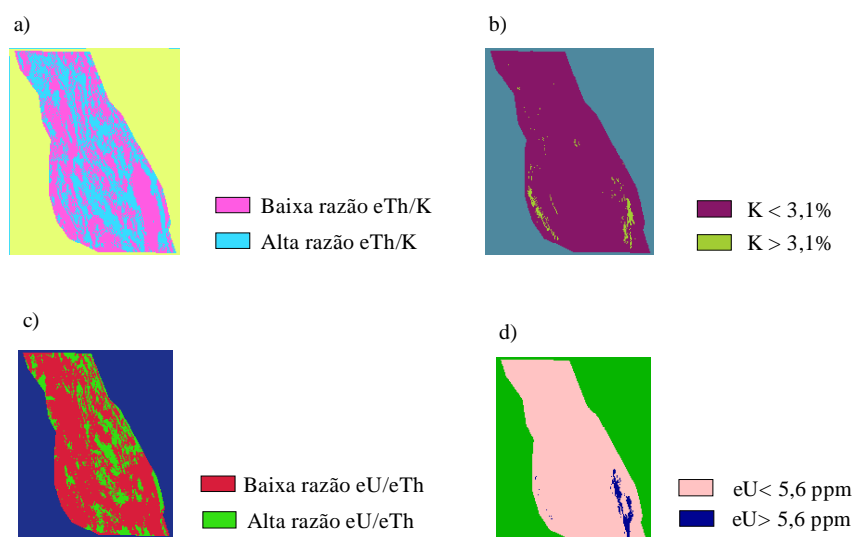 a)
b)
Baixa razão eTh/K
Alta razão eTh/K
K < 3,1%
K > 3,1%
c)
d)
Baixa razão eU/eTh
Alta razão eU/eTh
eU< 5,6 ppm
eU> 5,6 ppm